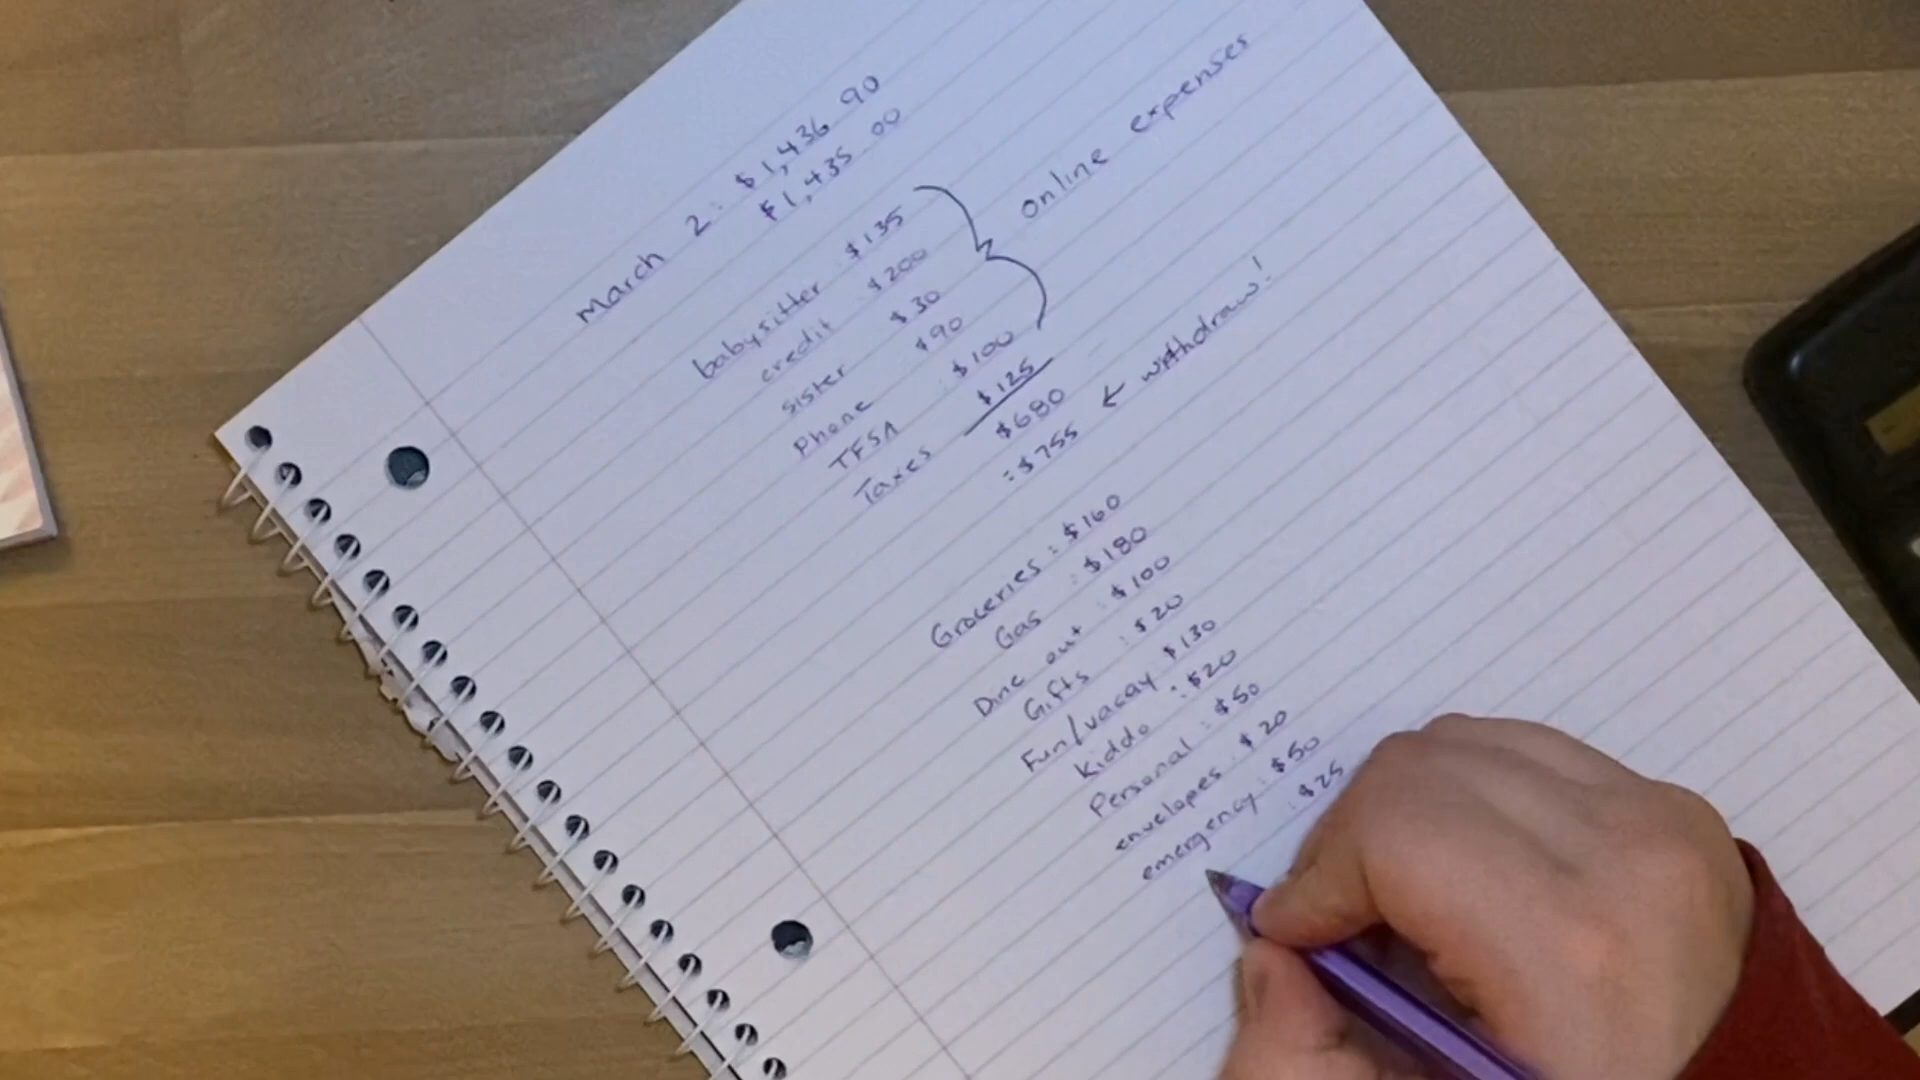 March 2: $1,436 90
$1,435.00
babysitter : $135
credit : $200
sister $30
Phone $90
TFSA : $100
Taxes $125
$680
: $755 ← withdraw!
Online expenses
Groceries : $160
Gas : $180
Dine out : $100
Gifts : $20
Fun/vacay $130
kiddo : $20
Personal : $50
envelopes : $20
emergency : $50
: $25